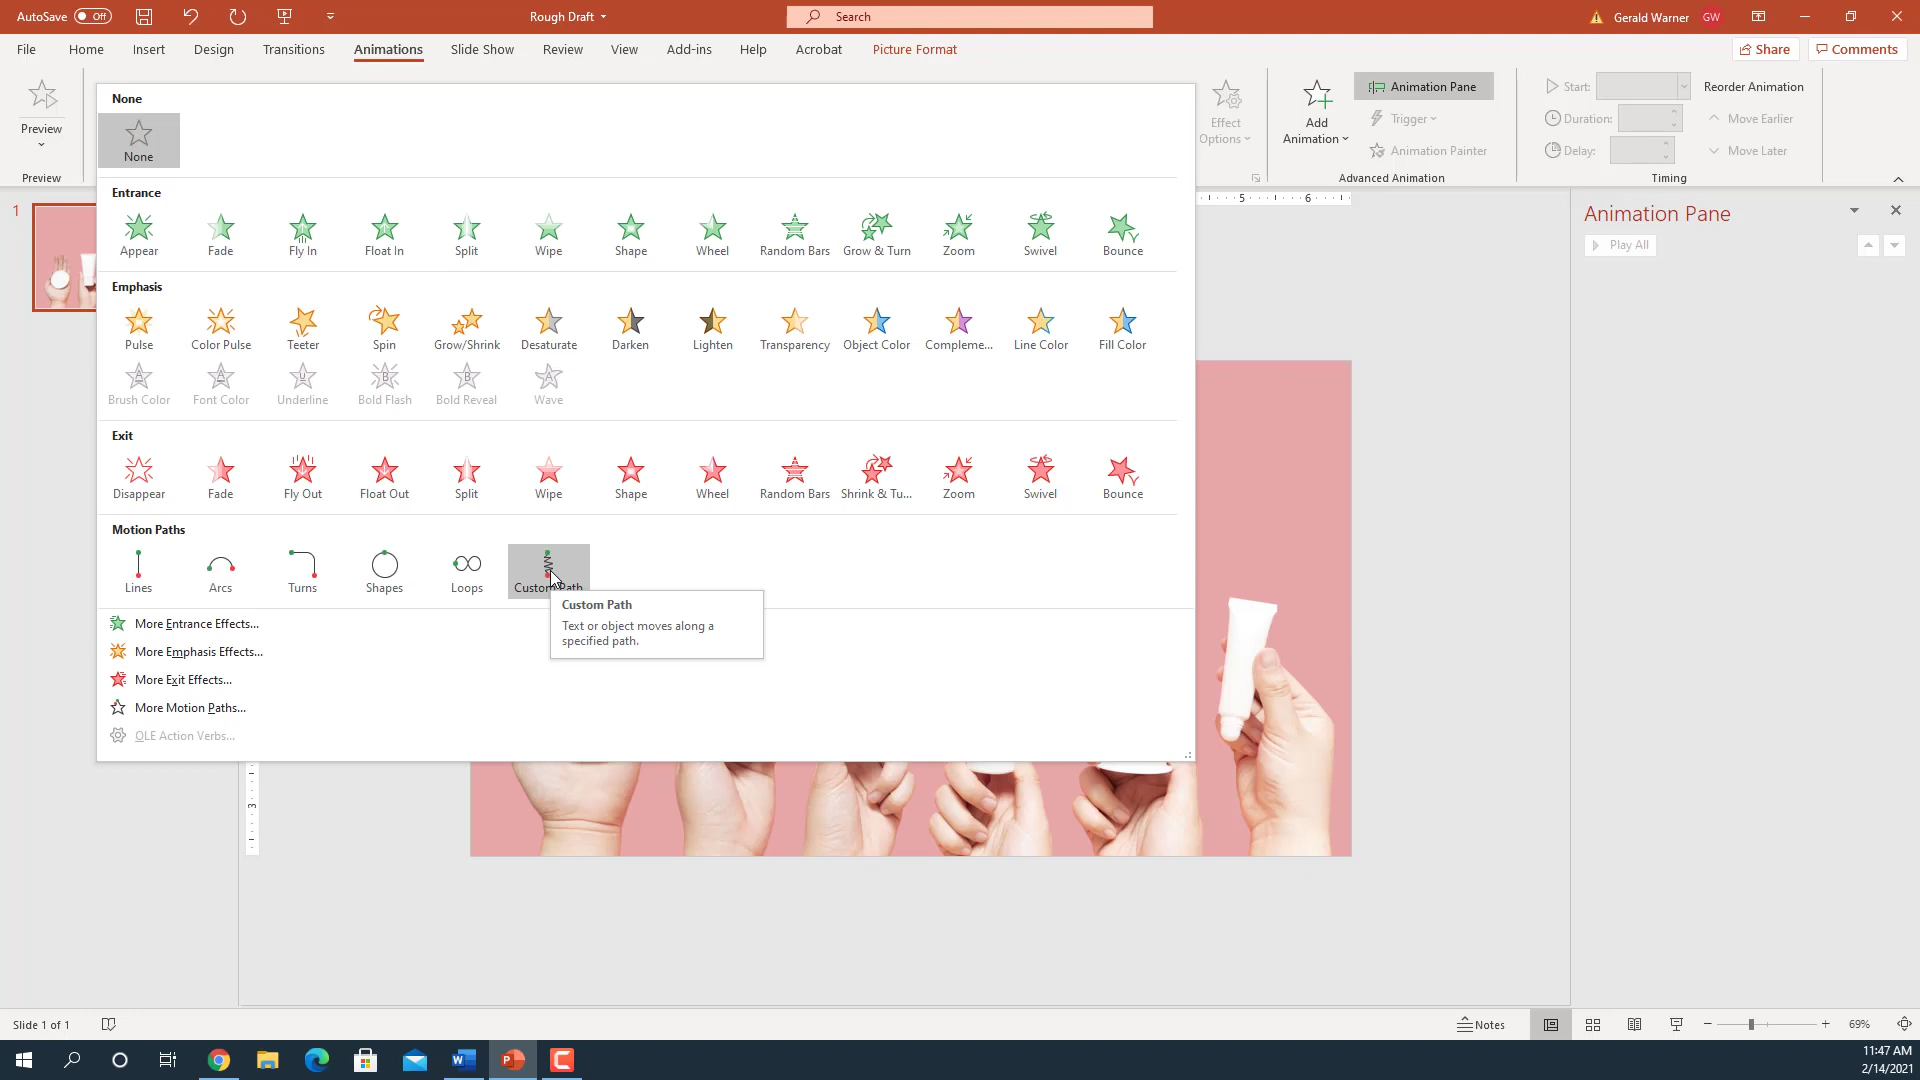 AutoSave Off Rough Draft Search Gerald Warner GW
File Home Insert Design Transitions Animations Slide Show Review View Add-ins Help Acrobat Picture Format Share Comments
Preview
Preview
None
None
Entrance
Appear Fade Fly In Float In Split Wipe Shape Wheel Random Bars Grow & Turn Zoom Swivel Bounce
Emphasis
Pulse Color Pulse Teeter Spin Grow/Shrink Desaturate Darken Lighten Transparency Object Color Compleme... Line Color Fill Color
Brush Color Font Color Underline Bold Flash Bold Reveal Wave
Exit
Disappear Fade Fly Out Float Out Split Wipe Shape Wheel Random Bars Shrink & Tu... Zoom Swivel Bounce
Motion Paths
Lines Arcs Turns Shapes Loops Custom Path
Custom Path
Text or object moves along a
specified path.
More Entrance Effects...
More Emphasis Effects...
More Exit Effects...
More Motion Paths...
OLE Action Verbs...
Effect
Options
Add
Animation
Animation Pane
Trigger
Animation Painter
Advanced Animation
Start:
Duration:
Delay:
Reorder Animation
Move Earlier
Move Later
Timing
1
5 6
3
Animation Pane
Play All
Slide 1 of 1 Notes 69%
11:47 AM
2/14/2021